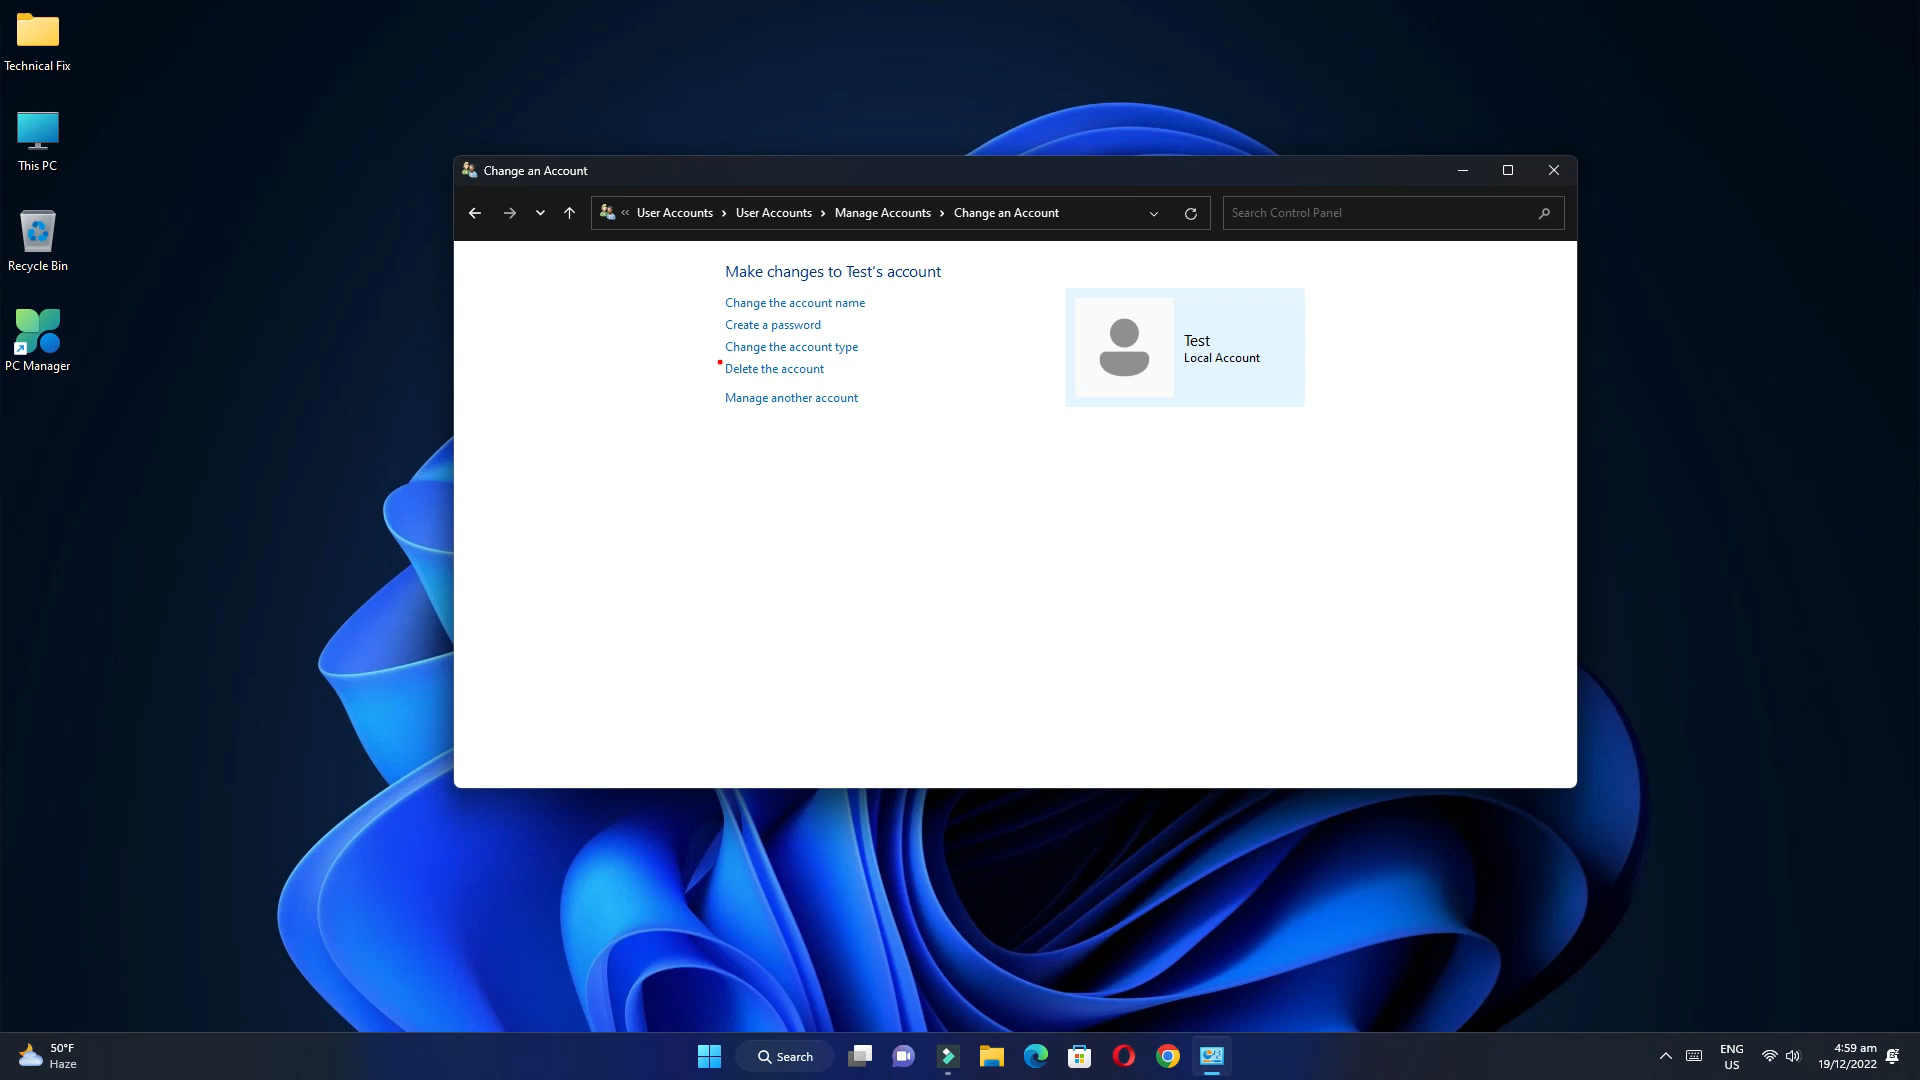 Technical Fix
This PC
Recycle Bin
PC Manager
Change an Account
« User Accounts › User Accounts › Manage Accounts › Change an Account
Search Control Panel
Make changes to Test's account
Change the account name
Create a password
Change the account type
Delete the account
Manage another account
Test
Local Account
50°F
Haze
Search
ENG
US
4:59 am
19/12/2022